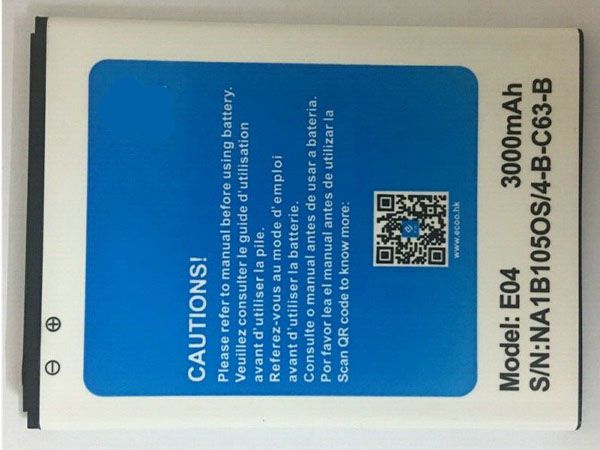 CAUTIONS!
Please refer to manual before using battery.
Veuillez consulter le guide d'utilisation
avant d'utiliser la pile.
Referez-vous au mode d'emploi
avant d'utiliser la batterie.
Consulte o manual antes de usar a bateria.
Por favor lea el manual antes de utilizar la
Scan QR code to know more:
www.ecoo.hk
Model: E04 3000mAh
S/N:NA1B105OS/4-B-C63-B